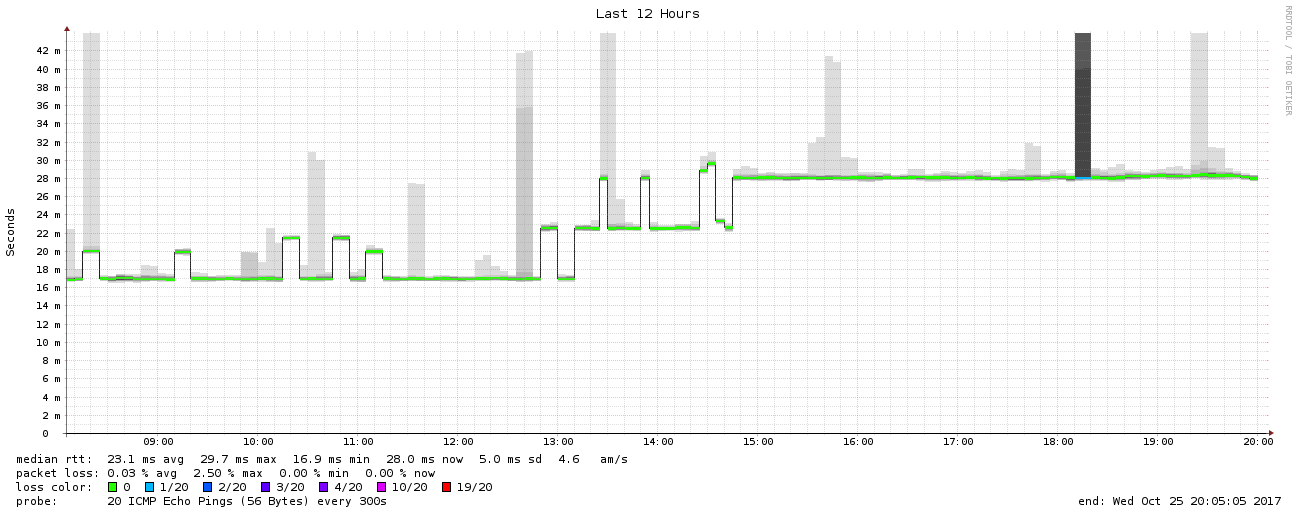 Last 12 Hours
RRDTOOL / TOBI OETIKER
Seconds
42 m
40 m
38 m
36 m
34 m
32 m
30 m
28 m
26 m
24 m
22 m
20 m
18 m
16 m
14 m
12 m
10 m
8 m
6 m
4 m
2 m
0
09:00 10:00 11:00 12:00 13:00 14:00 15:00 16:00 17:00 18:00 19:00 20:00
median rtt: 23.1 ms avg 29.7 ms max 16.9 ms min 28.0 ms now 5.0 ms sd 4.6 am/s
packet loss: 0.03 % avg 2.50 % max 0.00 % min 0.00 % now
loss color: 0 1/20 2/20 3/20 4/20 10/20 19/20
probe: 20 ICMP Echo Pings (56 Bytes) every 300s end: Wed Oct 25 20:05:05 2017